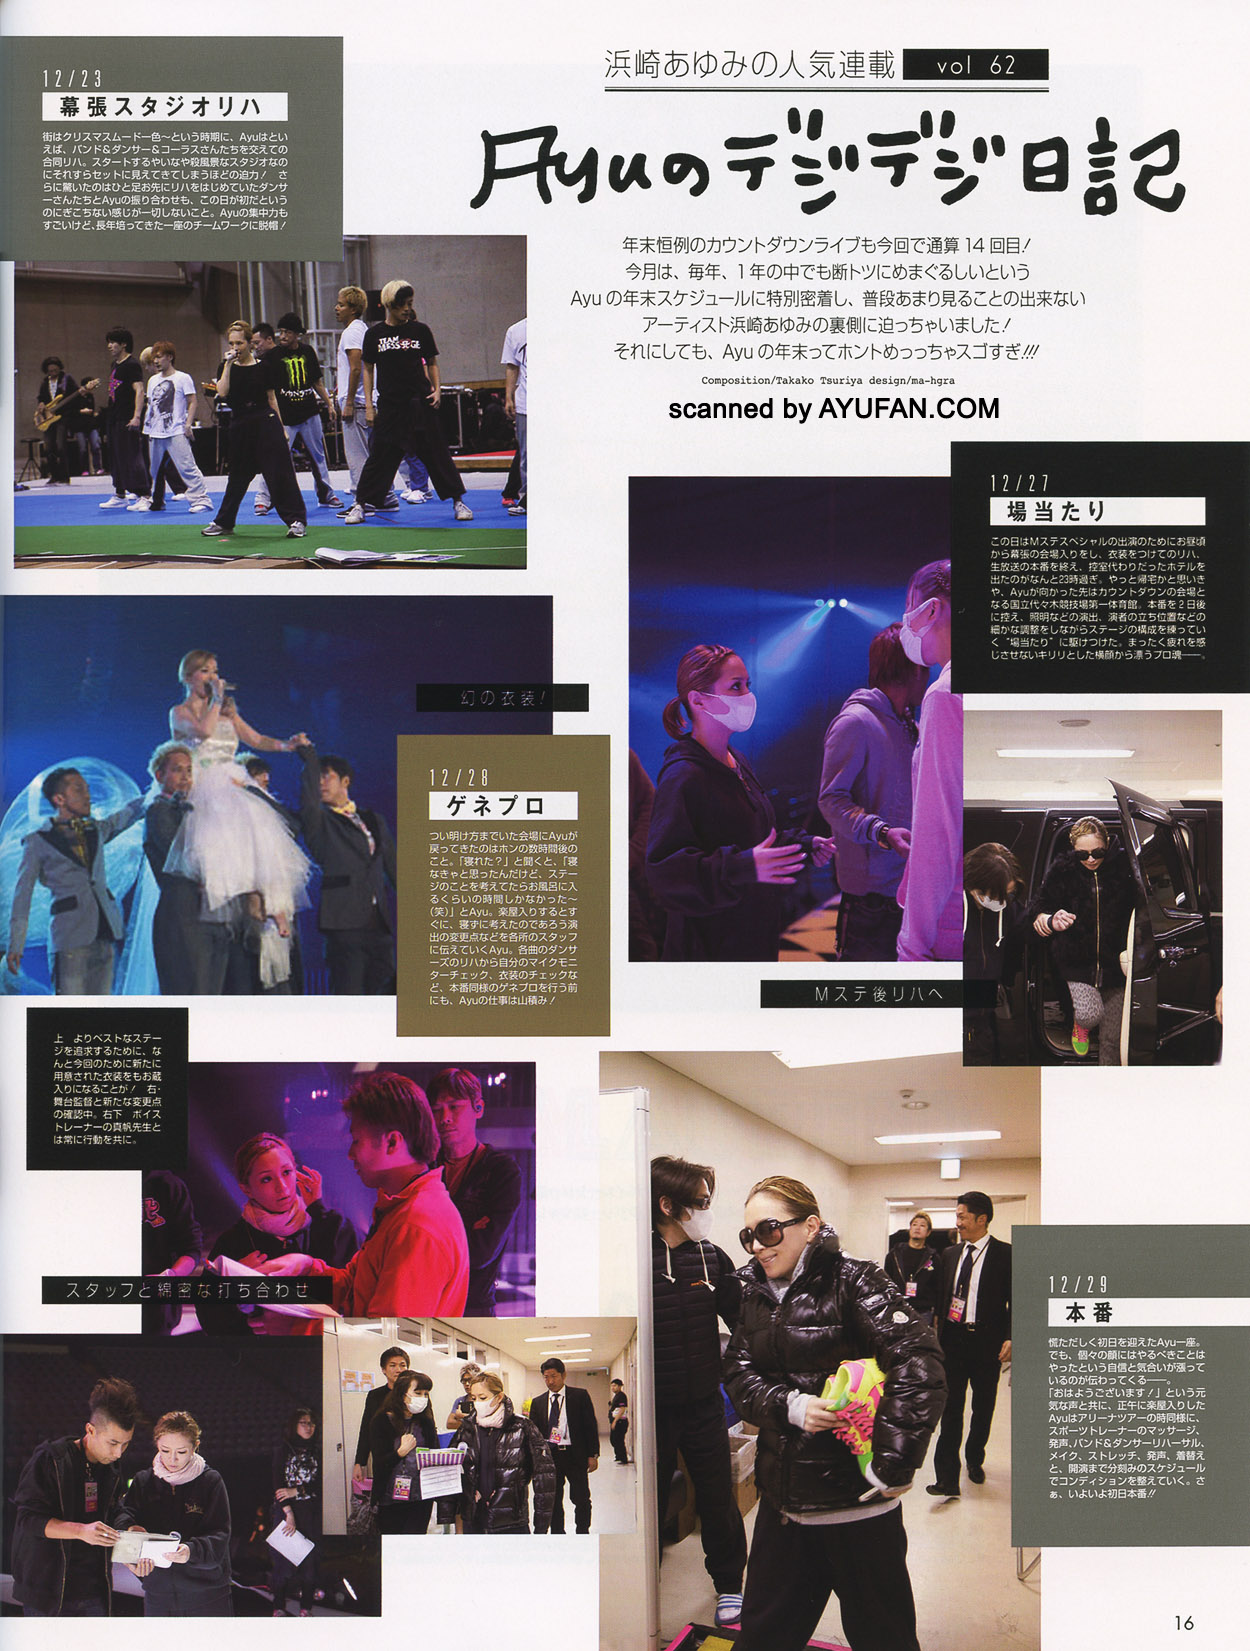 浜崎あゆみの人気連載 vol 62
Ayuのデジデジ日記
年末恒例のカウントダウンライブも今回で通算14回目!
今月は、毎年、1年の中でも断トツにめまぐるしいという
Ayuの年末スケジュールに特別密着し、普段あまり見ることの出来ない
アーティスト浜崎あゆみの裏側に迫っちゃいました!
それにしても、Ayuの年末ってホントめっっちゃスゴすぎ!!!
Composition/Takako Tsuriya design/ma-hgra
scanned by AYUFAN.COM
12/23
幕張スタジオリハ
街はクリスマスムード一色〜という時期に、Ayuはとい
えば、バンド&ダンサー&コーラスさんたちを交えての
合同リハ。スタートするやいなや殺風景なスタジオなの
にそれすらセットに見えてきてしまうほどの迫力! さ
らに驚いたのはひと足お先にリハをはじめていたダンサ
ーさんたちとAyuの振り合わせも、この日が初だという
のにぎこちない感じが一切しないこと。Ayuの集中力も
すごいけど、長年培ってきた一座のチームワークに脱帽!
TEAM
MESSAGE
12/27
場当たり
この日はMステスペシャルの出演のためにお昼頃
から幕張の会場入りをし、衣装をつけてのリハ、
生放送の本番を終え、控室代わりだったホテルを
出たのがなんと23時過ぎ。やっと帰宅かと思いき
や、Ayuが向かった先はカウントダウンの会場と
なる国立代々木競技場第一体育館。本番を2日後
に控え、照明などの演出、演者の立ち位置などの
細かな調整をしながらステージの構成を練ってい
く“場当たり”に駆けつけた。まったく疲れを感
じさせないキリリとした横顔から漂うプロ魂――。
幻の衣装!
12/28
ゲネプロ
つい明け方までいた会場にAyuが
戻ってきたのはホンの数時間後の
こと。「寝れた?」と聞くと、「寝
なきゃと思ったんだけど、ステー
ジのことを考えてたらお風呂に入
るくらいの時間しかなかった〜
(笑)」とAyu。楽屋入りするとす
ぐに、寝ずに考えたのであろう演
出の変更点などを各所のスタッフ
に伝えていくAyu。各曲のダンサ
ーズのリハから自分のマイクモニ
ターチェック、衣装のチェックな
ど、本番同様のゲネプロを行う前
にも、Ayuの仕事は山積み!
Mステ後リハへ
上 よりベストなステー
ジを追求するために、な
んと今回のために新たに
用意された衣装をもお蔵
入りになることが! 右・
舞台監督と新たな変更点
の確認中。右下 ボイス
トレーナーの真帆先生と
は常に行動を共に。
スタッフと綿密な打ち合わせ
12/29
本番
慌ただしく初日を迎えたAyu一座。
でも、個々の顔にはやるべきことは
やったという自信と気合いが張って
いるのが伝わってくる――。
「おはようございます!」という元
気な声と共に、正午に楽屋入りした
Ayuはアリーナツアーの時同様に、
スポーツトレーナーのマッサージ、
発声、バンド&ダンサーリハーサル、
メイク、ストレッチ、発声、着替え
と、開演まで分刻みのスケジュール
でコンディションを整えていく。さ
ぁ、いよいよ初日本番!!
16